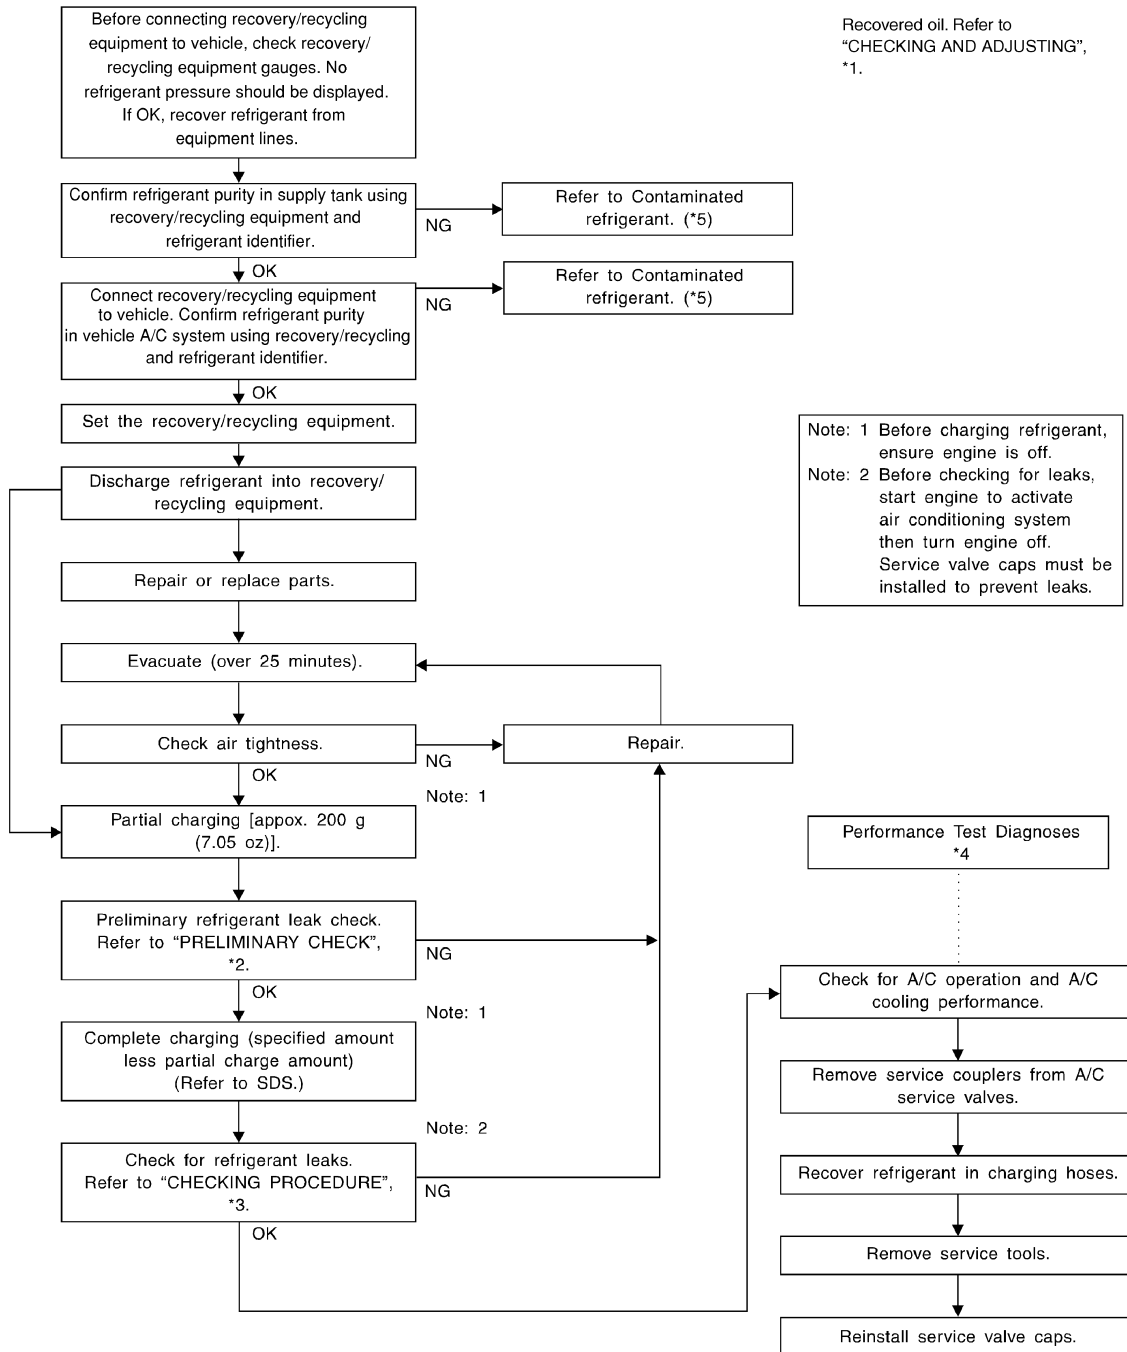 Before connecting recovery/recycling
equipment to vehicle, check recovery/
recycling equipment gauges. No
refrigerant pressure should be displayed.
If OK, recover refrigerant from
equipment lines.
Recovered oil. Refer to
“CHECKING AND ADJUSTING”,
*1.
Confirm refrigerant purity in supply tank using
recovery/recycling equipment and
refrigerant identifier.
NG
Refer to Contaminated
refrigerant. (*5)
OK
Connect recovery/recycling equipment
to vehicle. Confirm refrigerant purity
in vehicle A/C system using recovery/recycling
and refrigerant identifier.
NG
Refer to Contaminated
refrigerant. (*5)
OK
Set the recovery/recycling equipment.
Discharge refrigerant into recovery/
recycling equipment.
Note: 1 Before charging refrigerant,
ensure engine is off.
Note: 2 Before checking for leaks,
start engine to activate
air conditioning system
then turn engine off.
Service valve caps must be
installed to prevent leaks.
Repair or replace parts.
Evacuate (over 25 minutes).
Check air tightness.
NG
Repair.
OK
Note: 1
Partial charging [appox. 200 g
(7.05 oz)].
Preliminary refrigerant leak check.
Refer to “PRELIMINARY CHECK”,
*2.
NG
OK
Note: 1
Complete charging (specified amount
less partial charge amount)
(Refer to SDS.)
Note: 2
Check for refrigerant leaks.
Refer to “CHECKING PROCEDURE”,
*3.
NG
OK
Performance Test Diagnoses
*4
Check for A/C operation and A/C
cooling performance.
Remove service couplers from A/C
service valves.
Recover refrigerant in charging hoses.
Remove service tools.
Reinstall service valve caps.